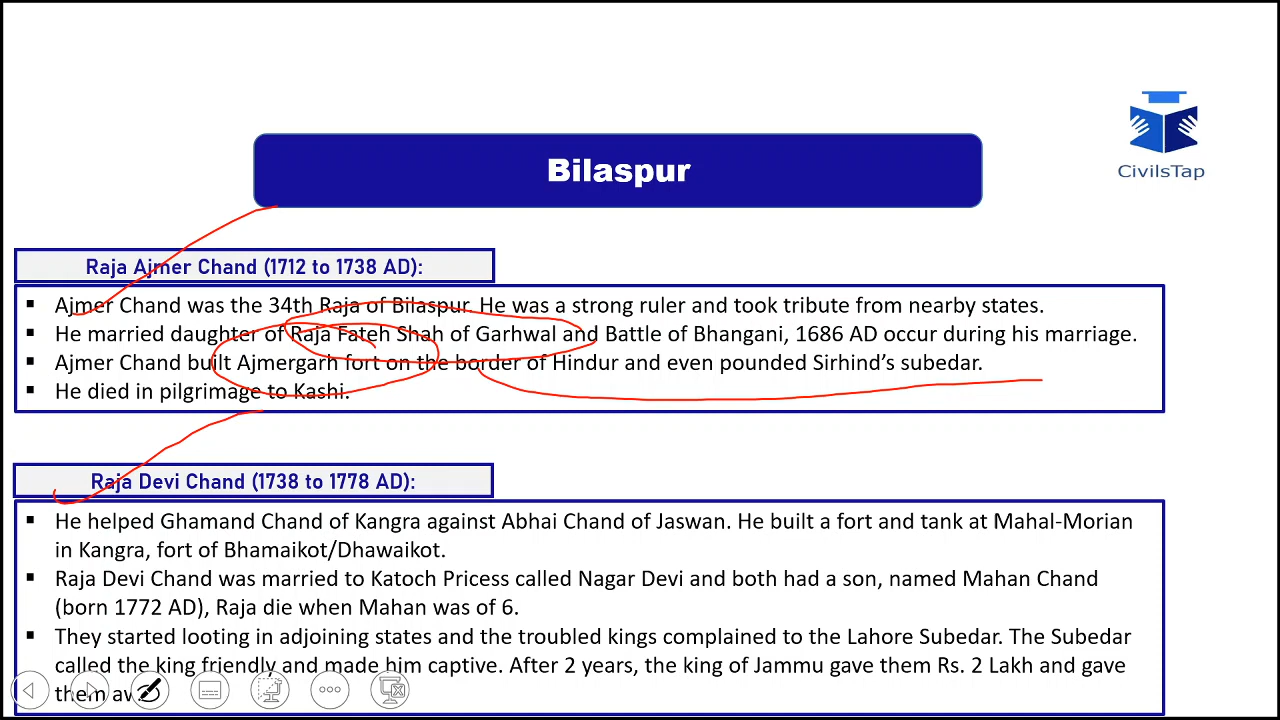 CivilsTap
Bilaspur
Raja Ajmer Chand (1712 to 1738 AD):
▪ Ajmer Chand was the 34th Raja of Bilaspur. He was a strong ruler and took tribute from nearby states.
▪ He married daughter of Raja Fateh Shah of Garhwal and Battle of Bhangani, 1686 AD occur during his marriage.
▪ Ajmer Chand built Ajmergarh fort on the border of Hindur and even pounded Sirhind's subedar.
▪ He died in pilgrimage to Kashi.
Raja Devi Chand (1738 to 1778 AD):
▪ He helped Ghamand Chand of Kangra against Abhai Chand of Jaswan. He built a fort and tank at Mahal-Morian
in Kangra, fort of Bhamaikot/Dhawaikot.
▪ Raja Devi Chand was married to Katoch Pricess called Nagar Devi and both had a son, named Mahan Chand
(born 1772 AD), Raja die when Mahan was of 6.
▪ They started looting in adjoining states and the troubled kings complained to the Lahore Subedar. The Subedar
called the king friendly and made him captive. After 2 years, the king of Jammu gave them Rs. 2 Lakh and gave
them